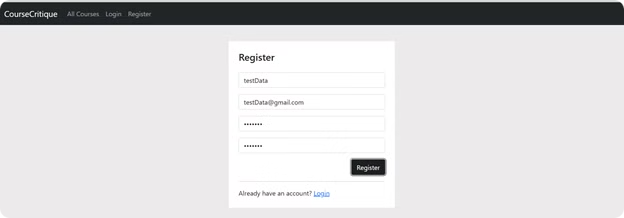 CourseCritique All Courses Login Register
Register
testData
testData@gmail.com
•••••••
•••••••
Register
Already have an account? Login